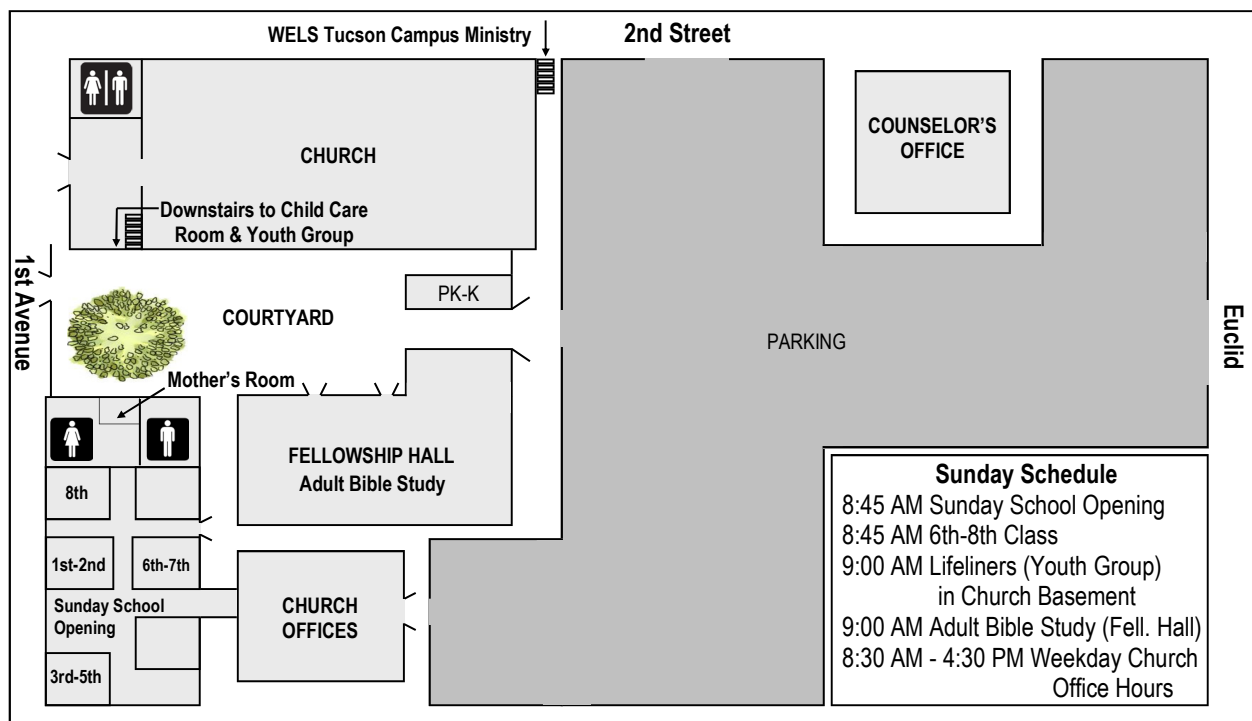 WELS Tucson Campus Ministry
2nd Street
COUNSELOR'S
OFFICE
CHURCH
Downstairs to Child Care
Room & Youth Group
1st Avenue
PK-K
COURTYARD
PARKING
Euclid
Mother's Room
FELLOWSHIP HALL
Adult Bible Study
8th
1st-2nd
6th-7th
Sunday School
Opening
3rd-5th
CHURCH
OFFICES
Sunday Schedule
8:45 AM Sunday School Opening
8:45 AM 6th-8th Class
9:00 AM Lifeliners (Youth Group)
in Church Basement
9:00 AM Adult Bible Study (Fell. Hall)
8:30 AM - 4:30 PM Weekday Church
Office Hours